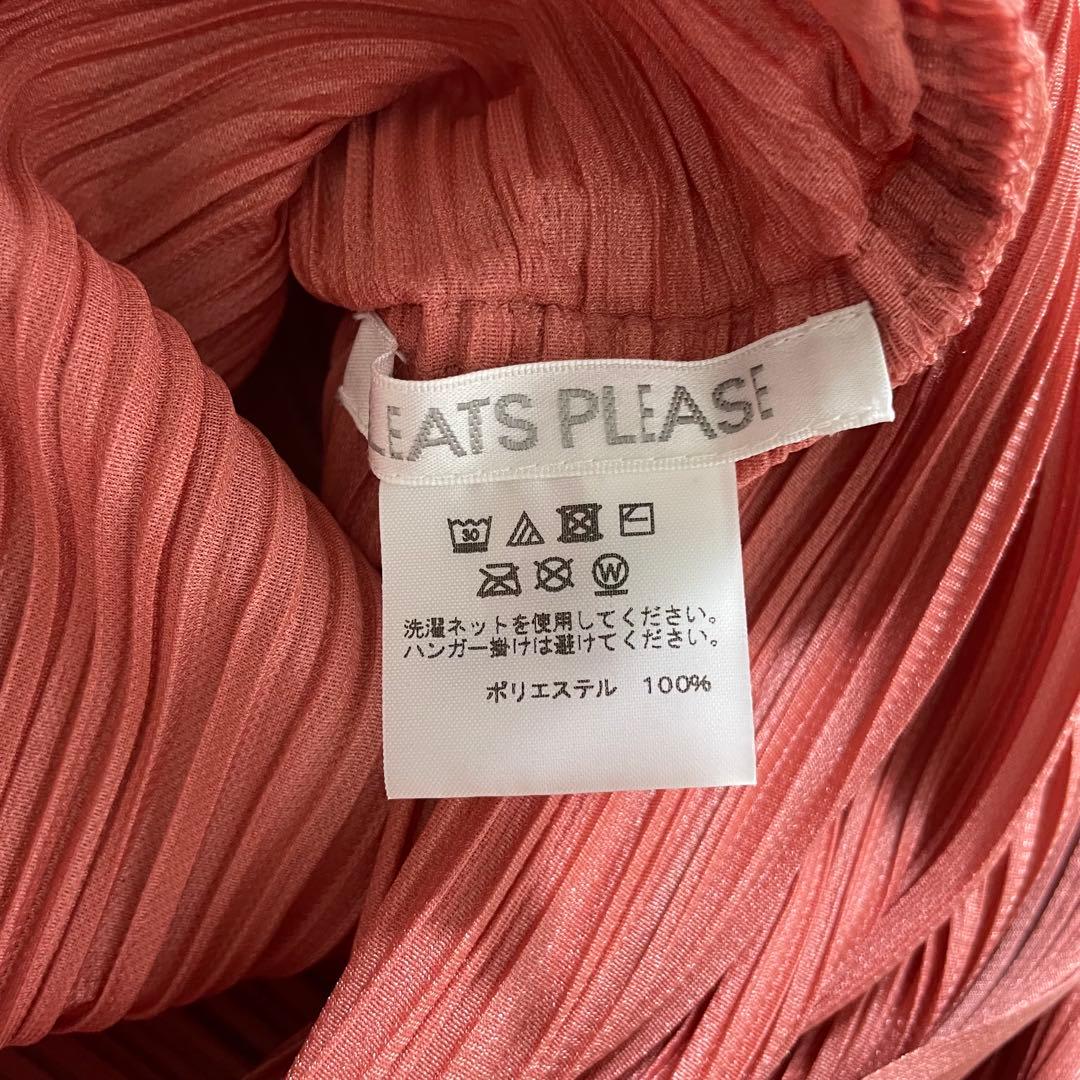 LEATS PLEASE
30
W
洗濯ネットを使用してください。
ハンガー掛けは避けてください。
ポリエステル 100%